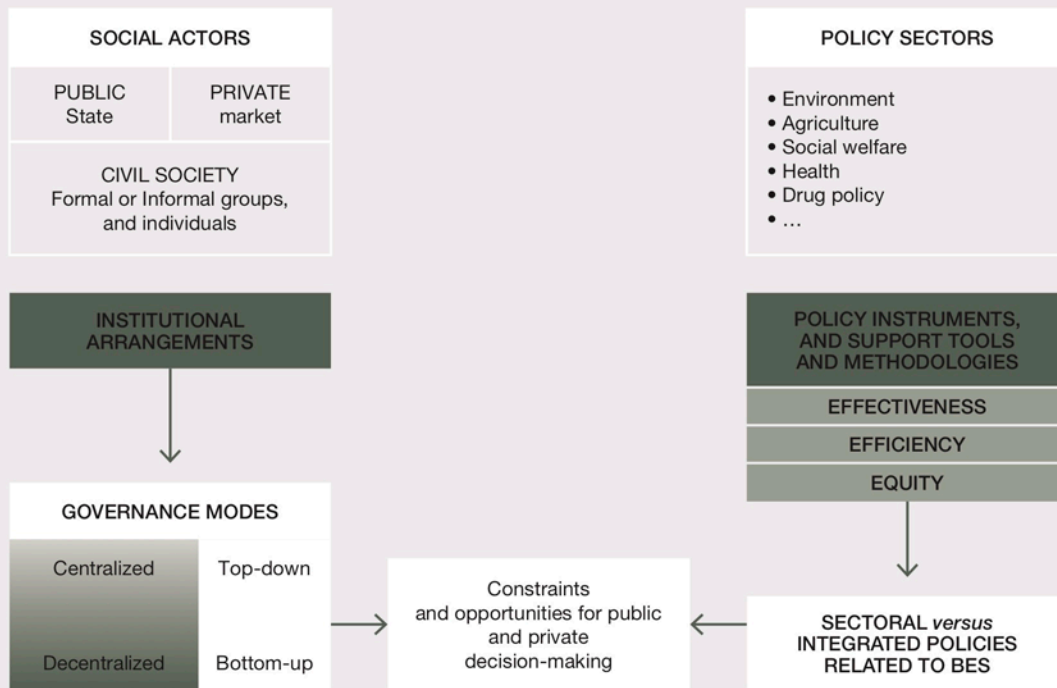 SOCIAL ACTORS
PUBLIC
State
PRIVATE
market
CIVIL SOCIETY
Formal or Informal groups,
and individuals
INSTITUTIONAL
ARRANGEMENTS
GOVERNANCE MODES
Centralized
Top-down
Decentralized
Bottom-up
Constraints
and opportunities for public
and private
decision-making
POLICY SECTORS
• Environment
• Agriculture
• Social welfare
• Health
• Drug policy
• ...
POLICY INSTRUMENTS,
AND SUPPORT TOOLS
AND METHODOLOGIES
EFFECTIVENESS
EFFICIENCY
EQUITY
SECTORAL versus
INTEGRATED POLICIES
RELATED TO BES